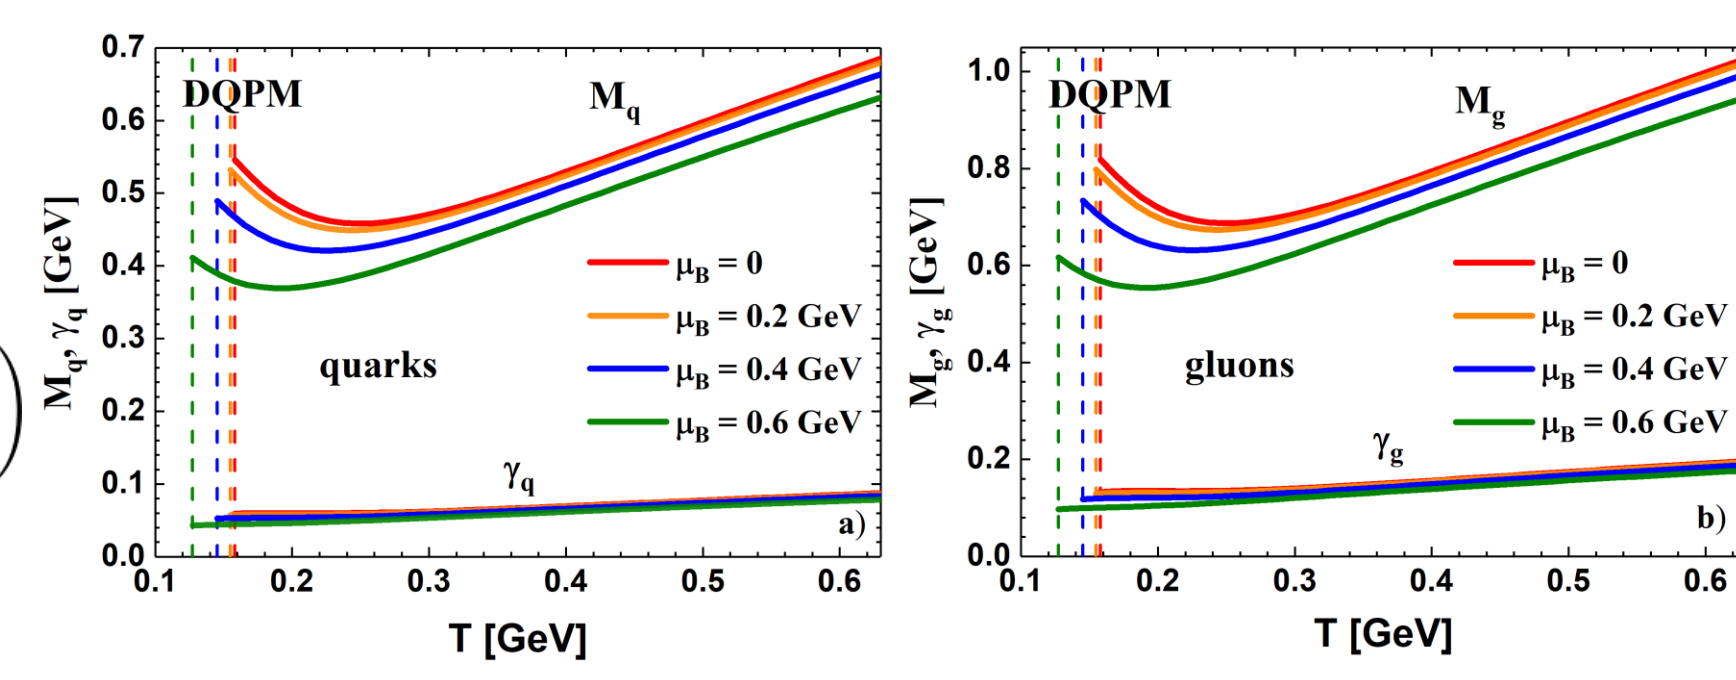 0.7
0.6
0.5
0.4
0.3
0.2
0.1
0.0
M_q, γ_q [GeV]
DQPM
M_q
μ_B = 0
μ_B = 0.2 GeV
μ_B = 0.4 GeV
μ_B = 0.6 GeV
quarks
γ_q
a)
0.1 0.2 0.3 0.4 0.5 0.6
T [GeV]
1.0
0.8
0.6
0.4
0.2
0.0
M_g, γ_g [GeV]
DQPM
M_g
μ_B = 0
μ_B = 0.2 GeV
μ_B = 0.4 GeV
μ_B = 0.6 GeV
gluons
γ_g
b)
0.1 0.2 0.3 0.4 0.5 0.6
T [GeV]